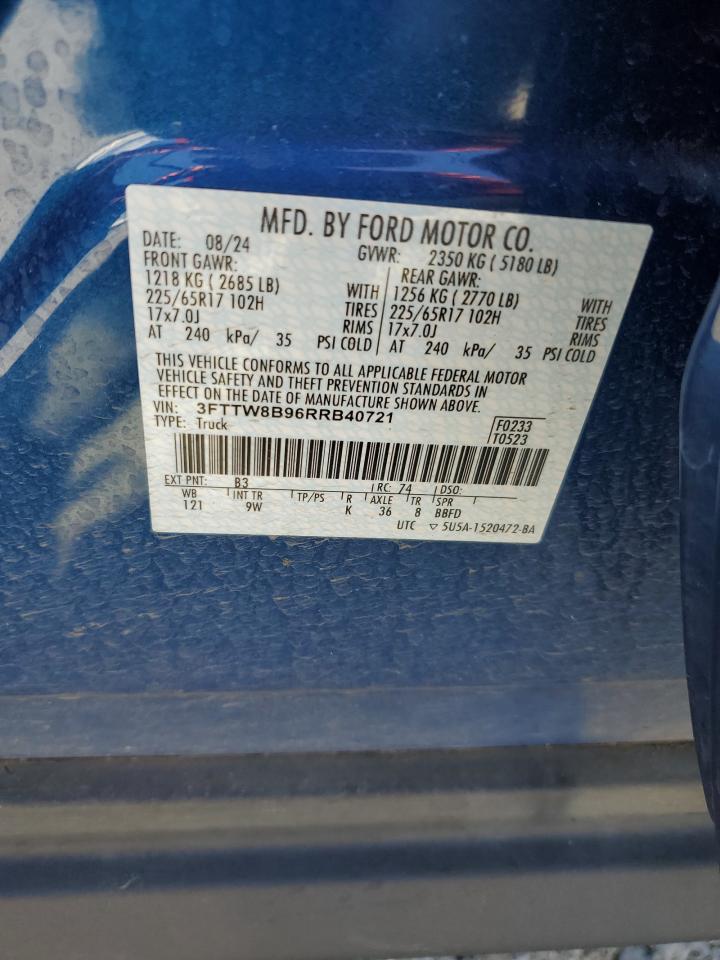 MFD. BY FORD MOTOR CO.
DATE: 08/24 GVWR: 2350 KG ( 5180 LB)
FRONT GAWR: REAR GAWR:
1218 KG ( 2685 LB) WITH 1256 KG ( 2770 LB) WITH
225/65R17 102H TIRES 225/65R17 102H TIRES
17x7.0J RIMS 17x7.0J RIMS
AT 240 kPa/ 35 PSI COLD AT 240 kPa/ 35 PSI COLD
THIS VEHICLE CONFORMS TO ALL APPLICABLE FEDERAL MOTOR
VEHICLE SAFETY AND THEFT PREVENTION STANDARDS IN
EFFECT ON THE DATE OF MANUFACTURE SHOWN ABOVE.
VIN: 3FTTW8B96RRB40721 F0233
TYPE: Truck T0523
EXT PNT: B3 RC: 74 DSO:
WB INT TR TP/PS R AXLE TR SPR
121 9W K 36 8 BBFD
UTC ▽ 5U5A-1520472-BA